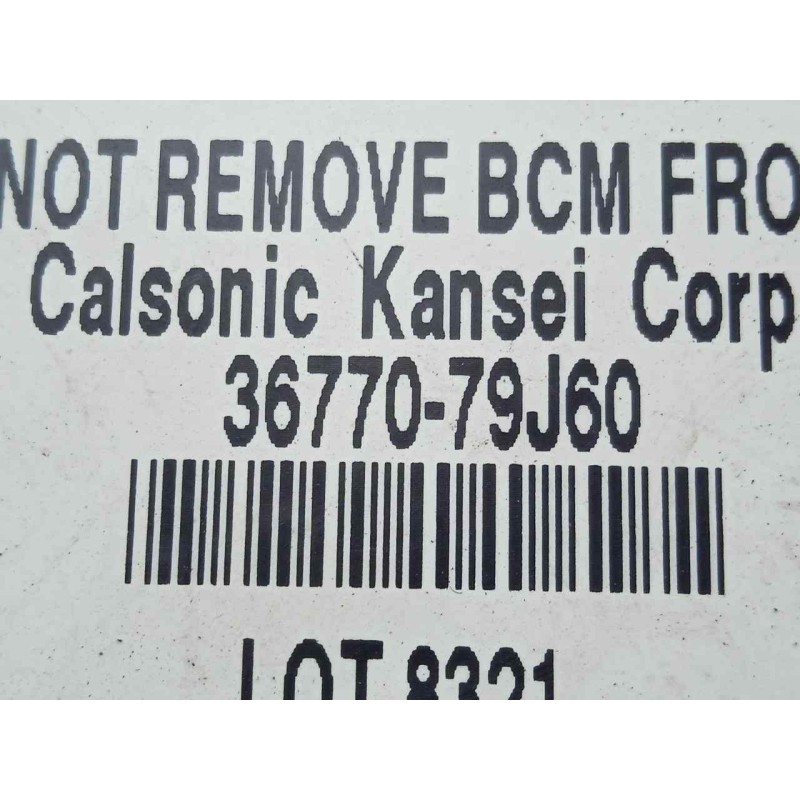 NOT REMOVE BCM FRO
Calsonic Kansei Corp
36770-79J60
LOT 8321